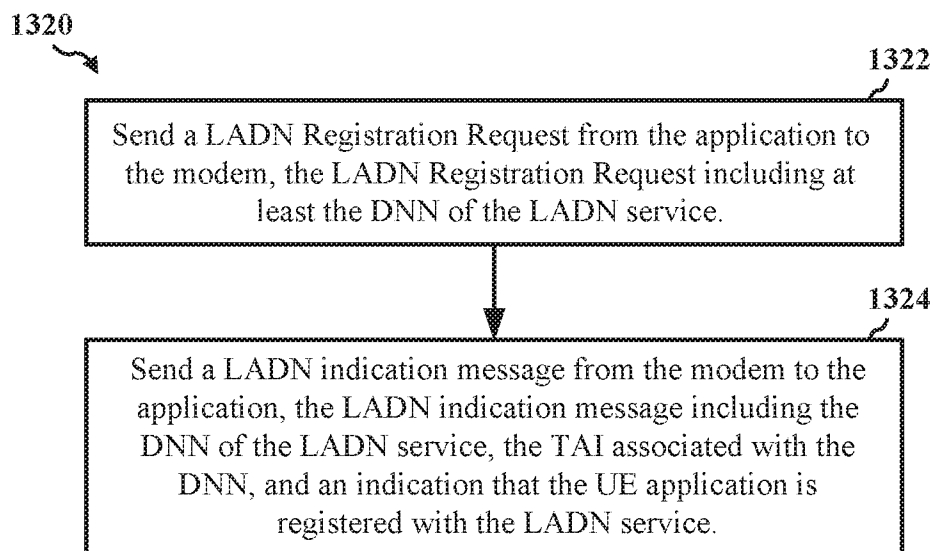 1320
1322
Send a LADN Registration Request from the application to
the modem, the LADN Registration Request including at
least the DNN of the LADN service.
1324
Send a LADN indication message from the modem to the
application, the LADN indication message including the
DNN of the LADN service, the TAI associated with the
DNN, and an indication that the UE application is
registered with the LADN service.